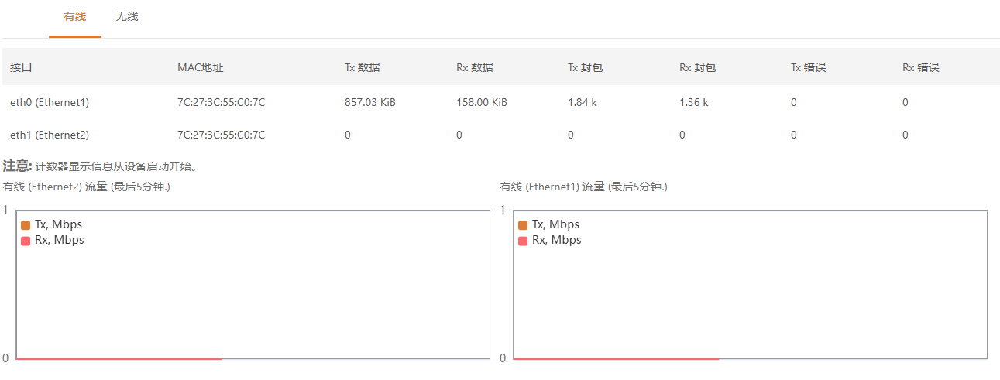 有线 无线
接口 MAC地址 Tx 数据 Rx 数据 Tx 封包 Rx 封包 Tx 错误 Rx 错误
eth0 (Ethernet1) 7C:27:3C:55:C0:7C 857.03 KiB 158.00 KiB 1.84 k 1.36 k 0 0
eth1 (Ethernet2) 7C:27:3C:55:C0:7C 0 0 0 0 0 0
注意: 计数器显示信息从设备启动开始。
有线 (Ethernet2) 流量 (最后5分钟.)
1
Tx, Mbps
Rx, Mbps
0
有线 (Ethernet1) 流量 (最后5分钟.)
1
Tx, Mbps
Rx, Mbps
0